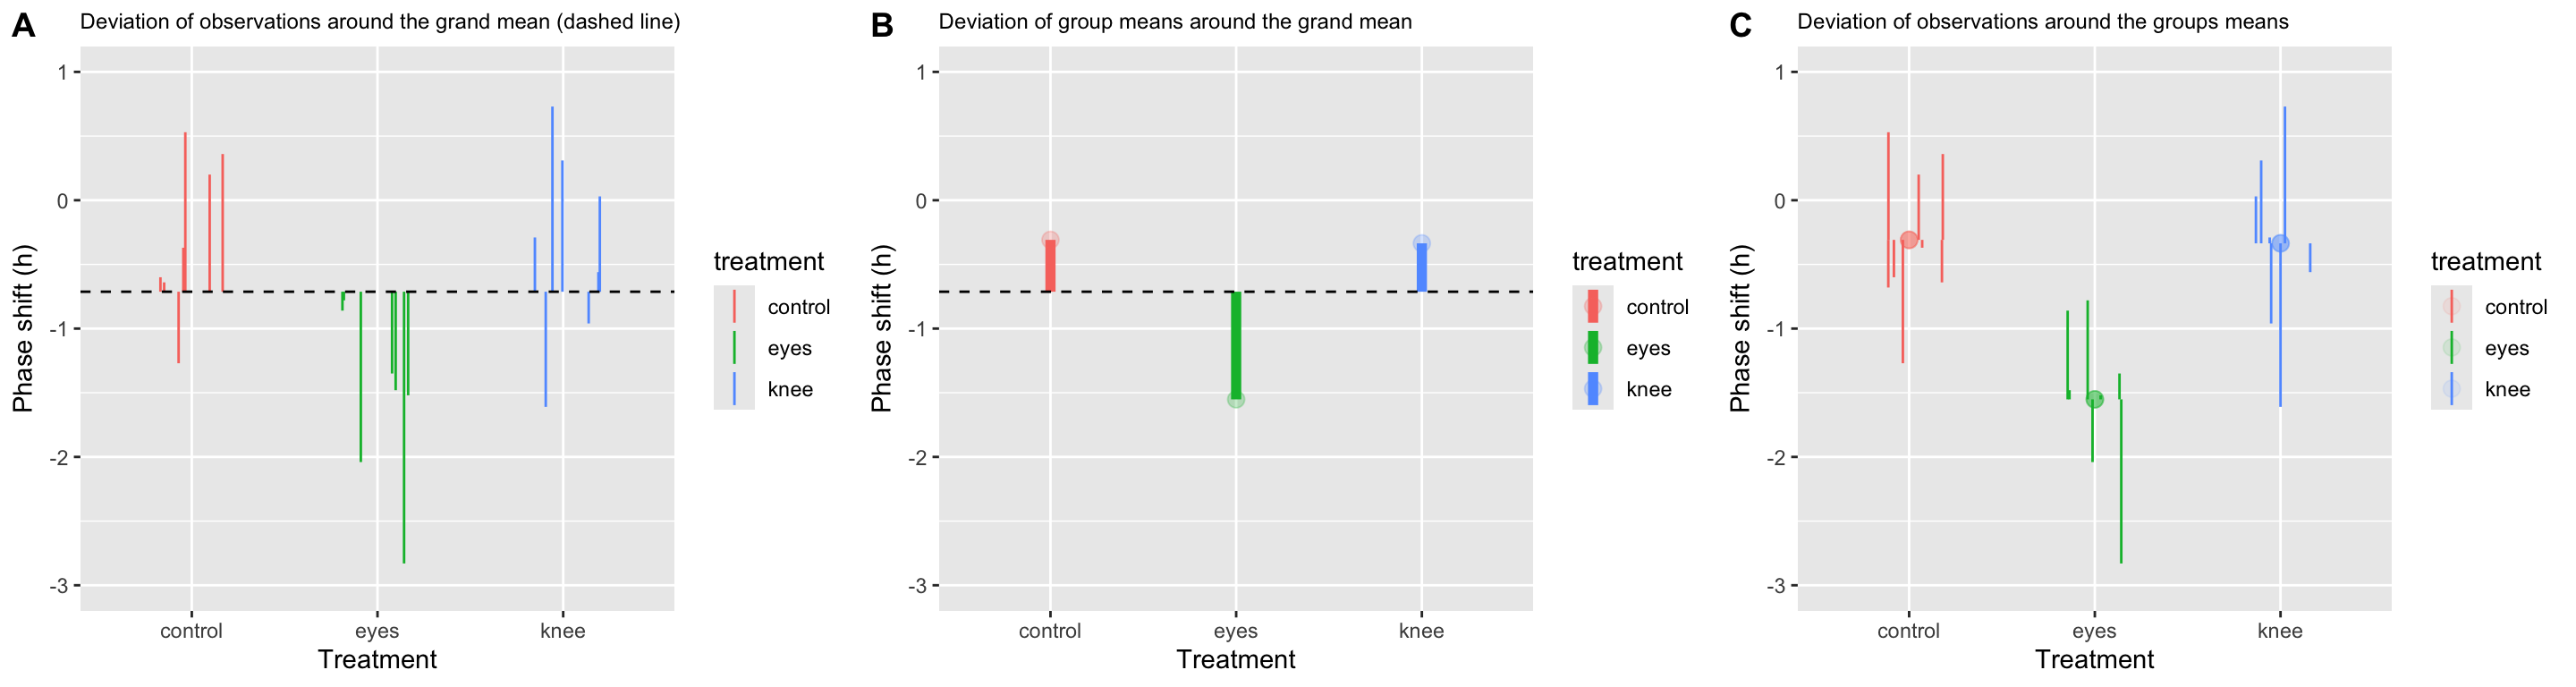 A
Deviation of observations around the grand mean (dashed line)
1
0
-1
-2
-3
Phase shift (h)
control
eyes
knee
Treatment
treatment
control
eyes
knee
B
Deviation of group means around the grand mean
1
0
-1
-2
-3
Phase shift (h)
control
eyes
knee
Treatment
treatment
control
eyes
knee
C
Deviation of observations around the groups means
1
0
-1
-2
-3
Phase shift (h)
control
eyes
knee
Treatment
treatment
control
eyes
knee